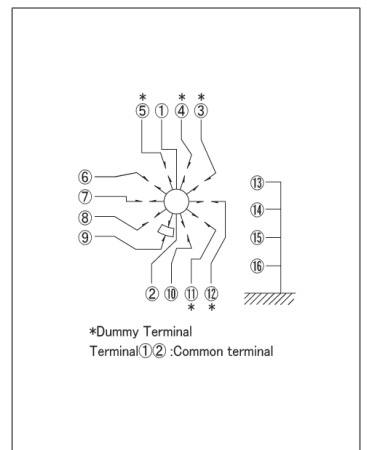 * * *
⑤ ① ④ ③
⑥
⑦
⑧
⑨
⑬
⑭
⑮
⑯
② ⑩ ⑪ ⑫
* *
*Dummy Terminal
Terminal①② :Common terminal